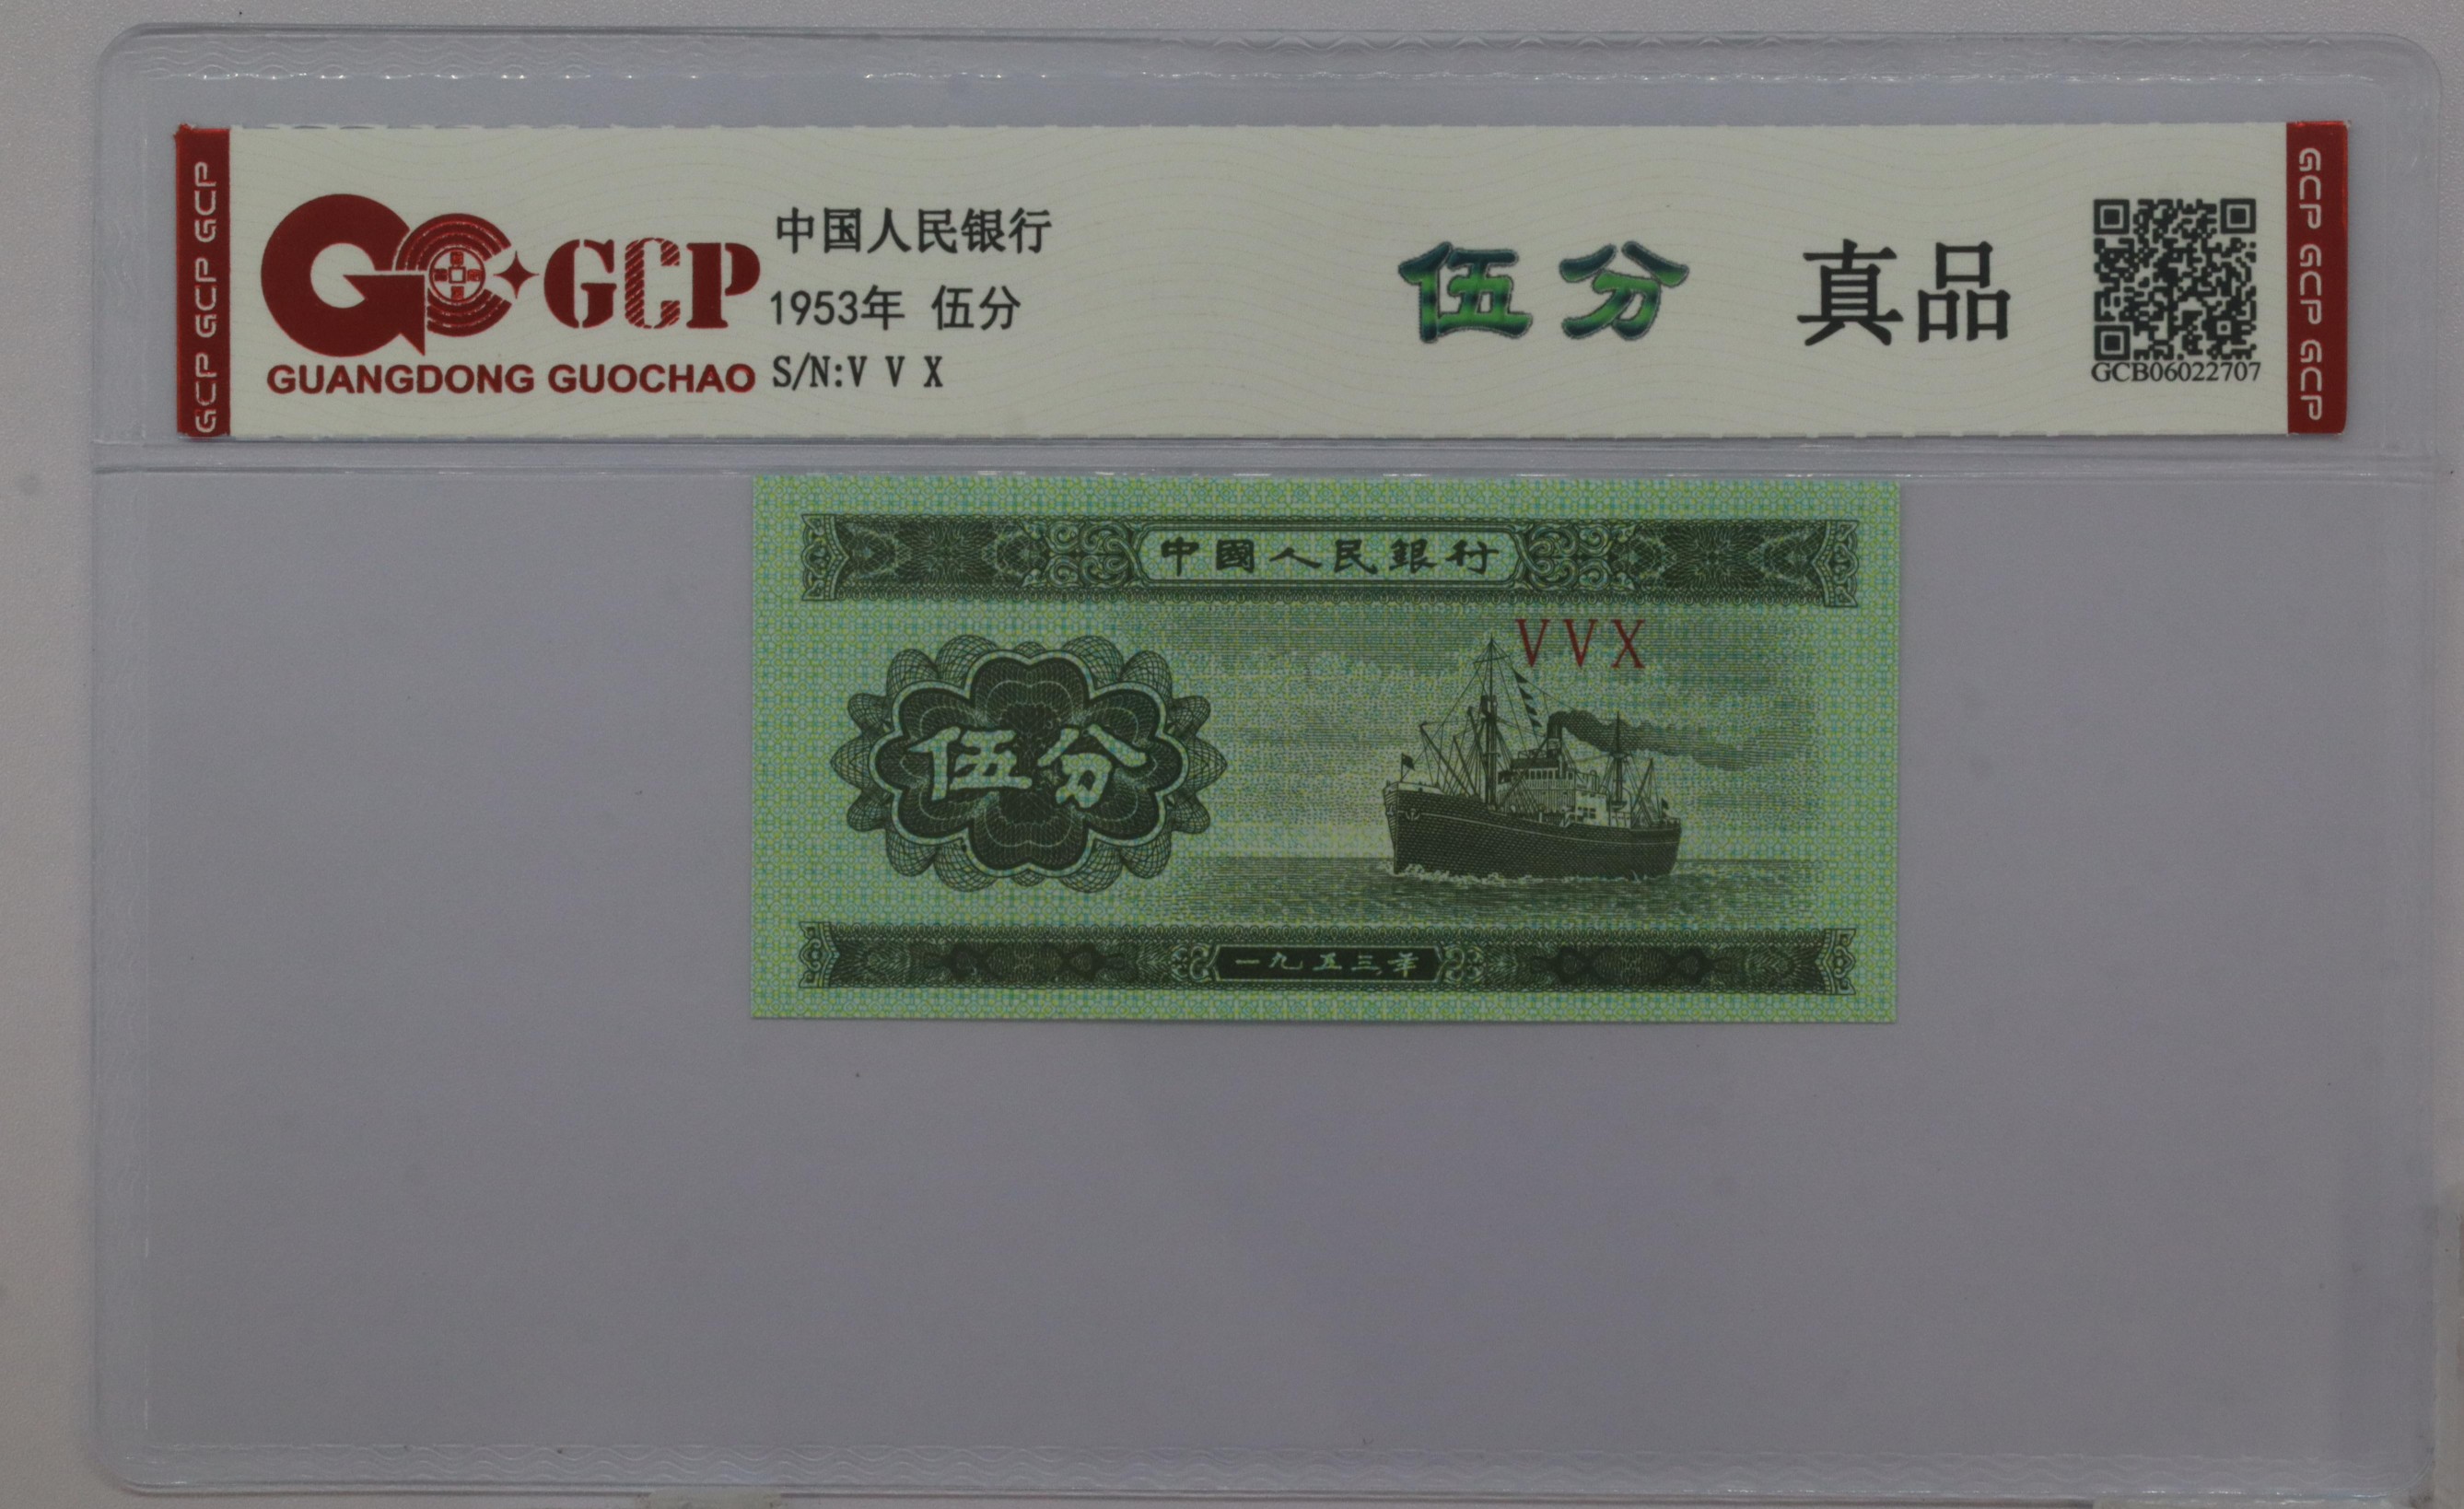 GCP GCP GCP
GCP
GUANGDONG GUOCHAO
中国人民银行
1953年 伍分
S/N:V V X
伍分 真品
GCB06022707
GCP GCP GCP
中國人民銀行
VVX
伍分
一九五三年